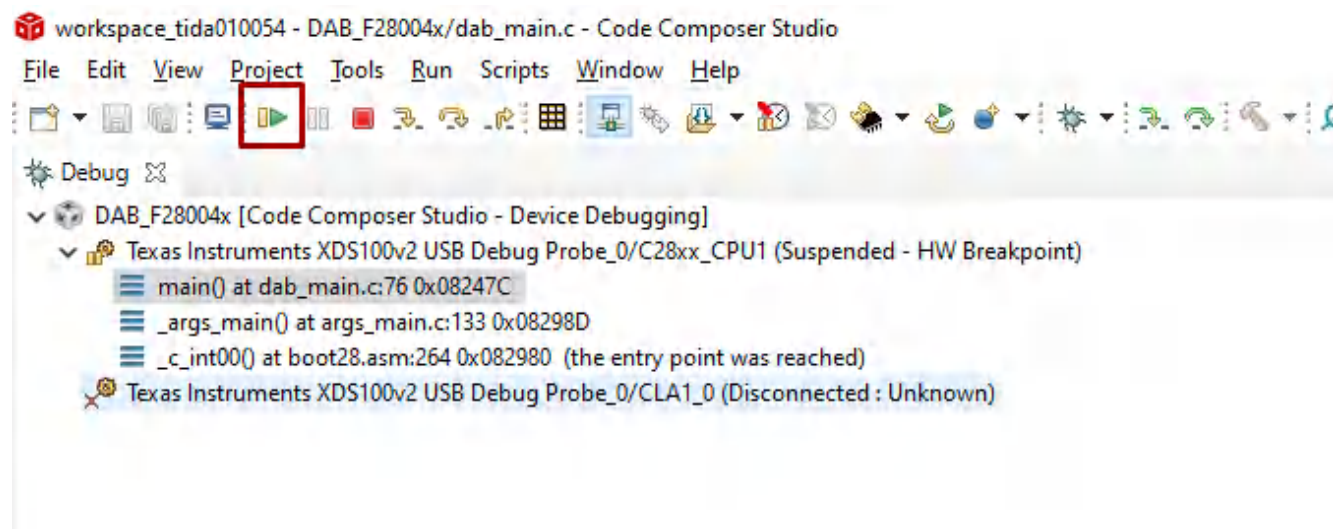 workspace_tida010054 - DAB_F28004x/dab_main.c - Code Composer Studio
File Edit View Project Tools Run Scripts Window Help
Debug
DAB_F28004x [Code Composer Studio - Device Debugging]
Texas Instruments XDS100v2 USB Debug Probe_0/C28xx_CPU1 (Suspended - HW Breakpoint)
main() at dab_main.c:76 0x08247C
_args_main() at args_main.c:133 0x08298D
_c_int00() at boot28.asm:264 0x082980 (the entry point was reached)
Texas Instruments XDS100v2 USB Debug Probe_0/CLA1_0 (Disconnected : Unknown)